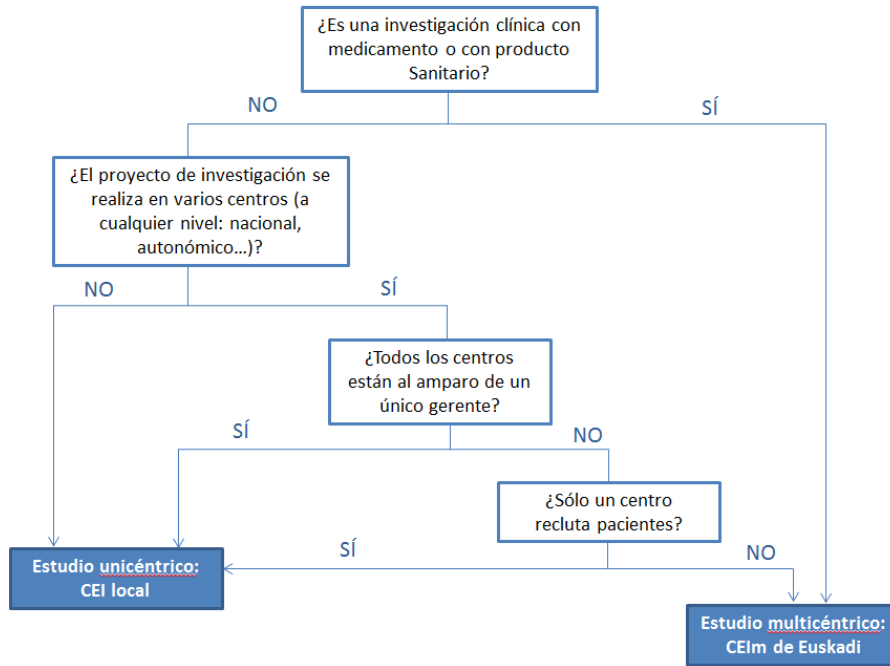 ¿Es una investigación clínica con
medicamento o con producto
Sanitario?
NO
SÍ
¿El proyecto de investigación se
realiza en varios centros (a
cualquier nivel: nacional,
autonómico…)?
NO
SÍ
¿Todos los centros
están al amparo de un
único gerente?
SÍ
NO
¿Sólo un centro
recluta pacientes?
SÍ
NO
Estudio unicéntrico:
CEI local
Estudio multicéntrico:
CEIm de Euskadi